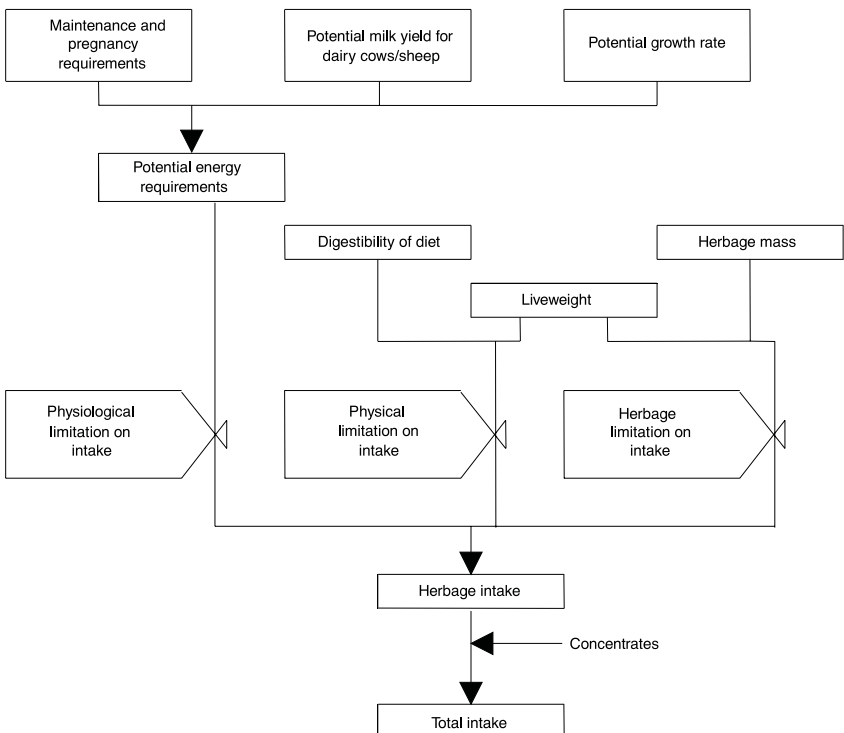 Maintenance and
pregnancy
requirements
Potential milk yield for
dairy cows/sheep
Potential growth rate
Potential energy
requirements
Digestibility of diet
Herbage mass
Liveweight
Physiological
limitation on
intake
Physical
limitation on
intake
Herbage
limitation on
intake
Herbage intake
Concentrates
Total intake